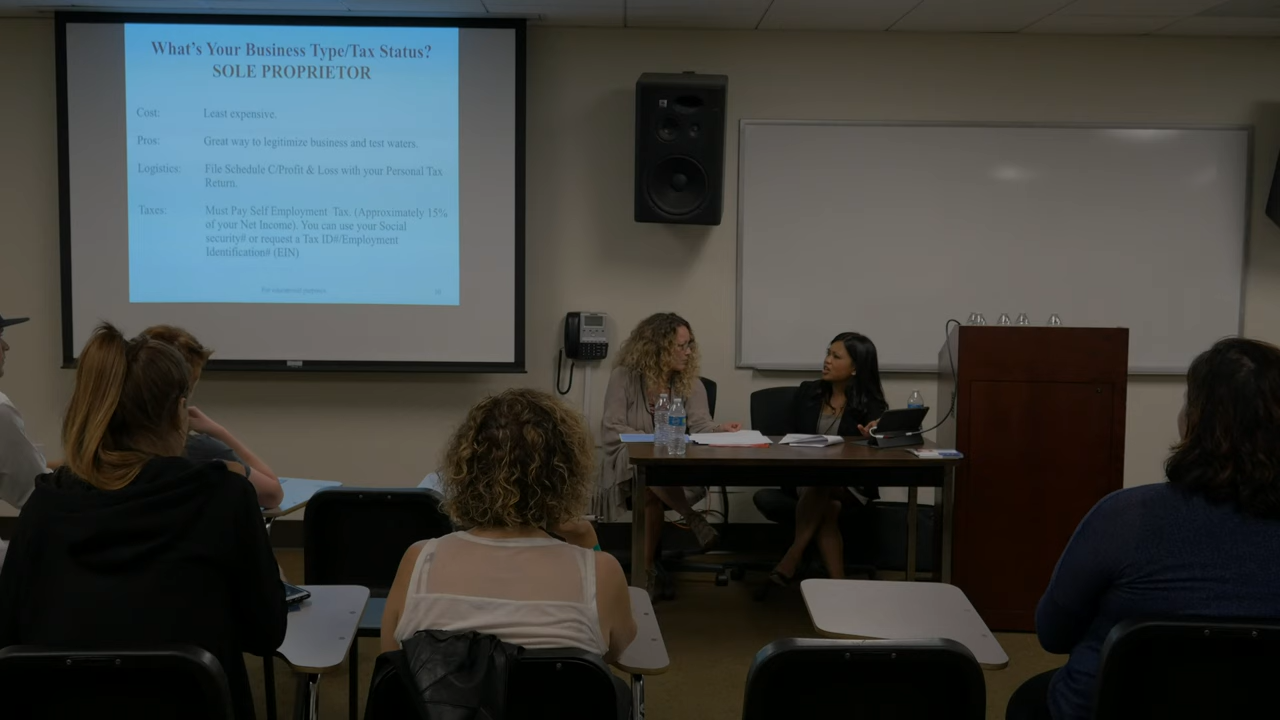 What's Your Business Type/Tax Status?
SOLE PROPRIETOR
Cost: Least expensive.
Pros: Great way to legitimize business and test waters.
Logistics: File Schedule C/Profit & Loss with your Personal Tax
Return.
Taxes: Must Pay Self Employment Tax. (Approximately 15%
of your Net Income). You can use your Social
security# or request a Tax ID#/Employment
Identification# (EIN)